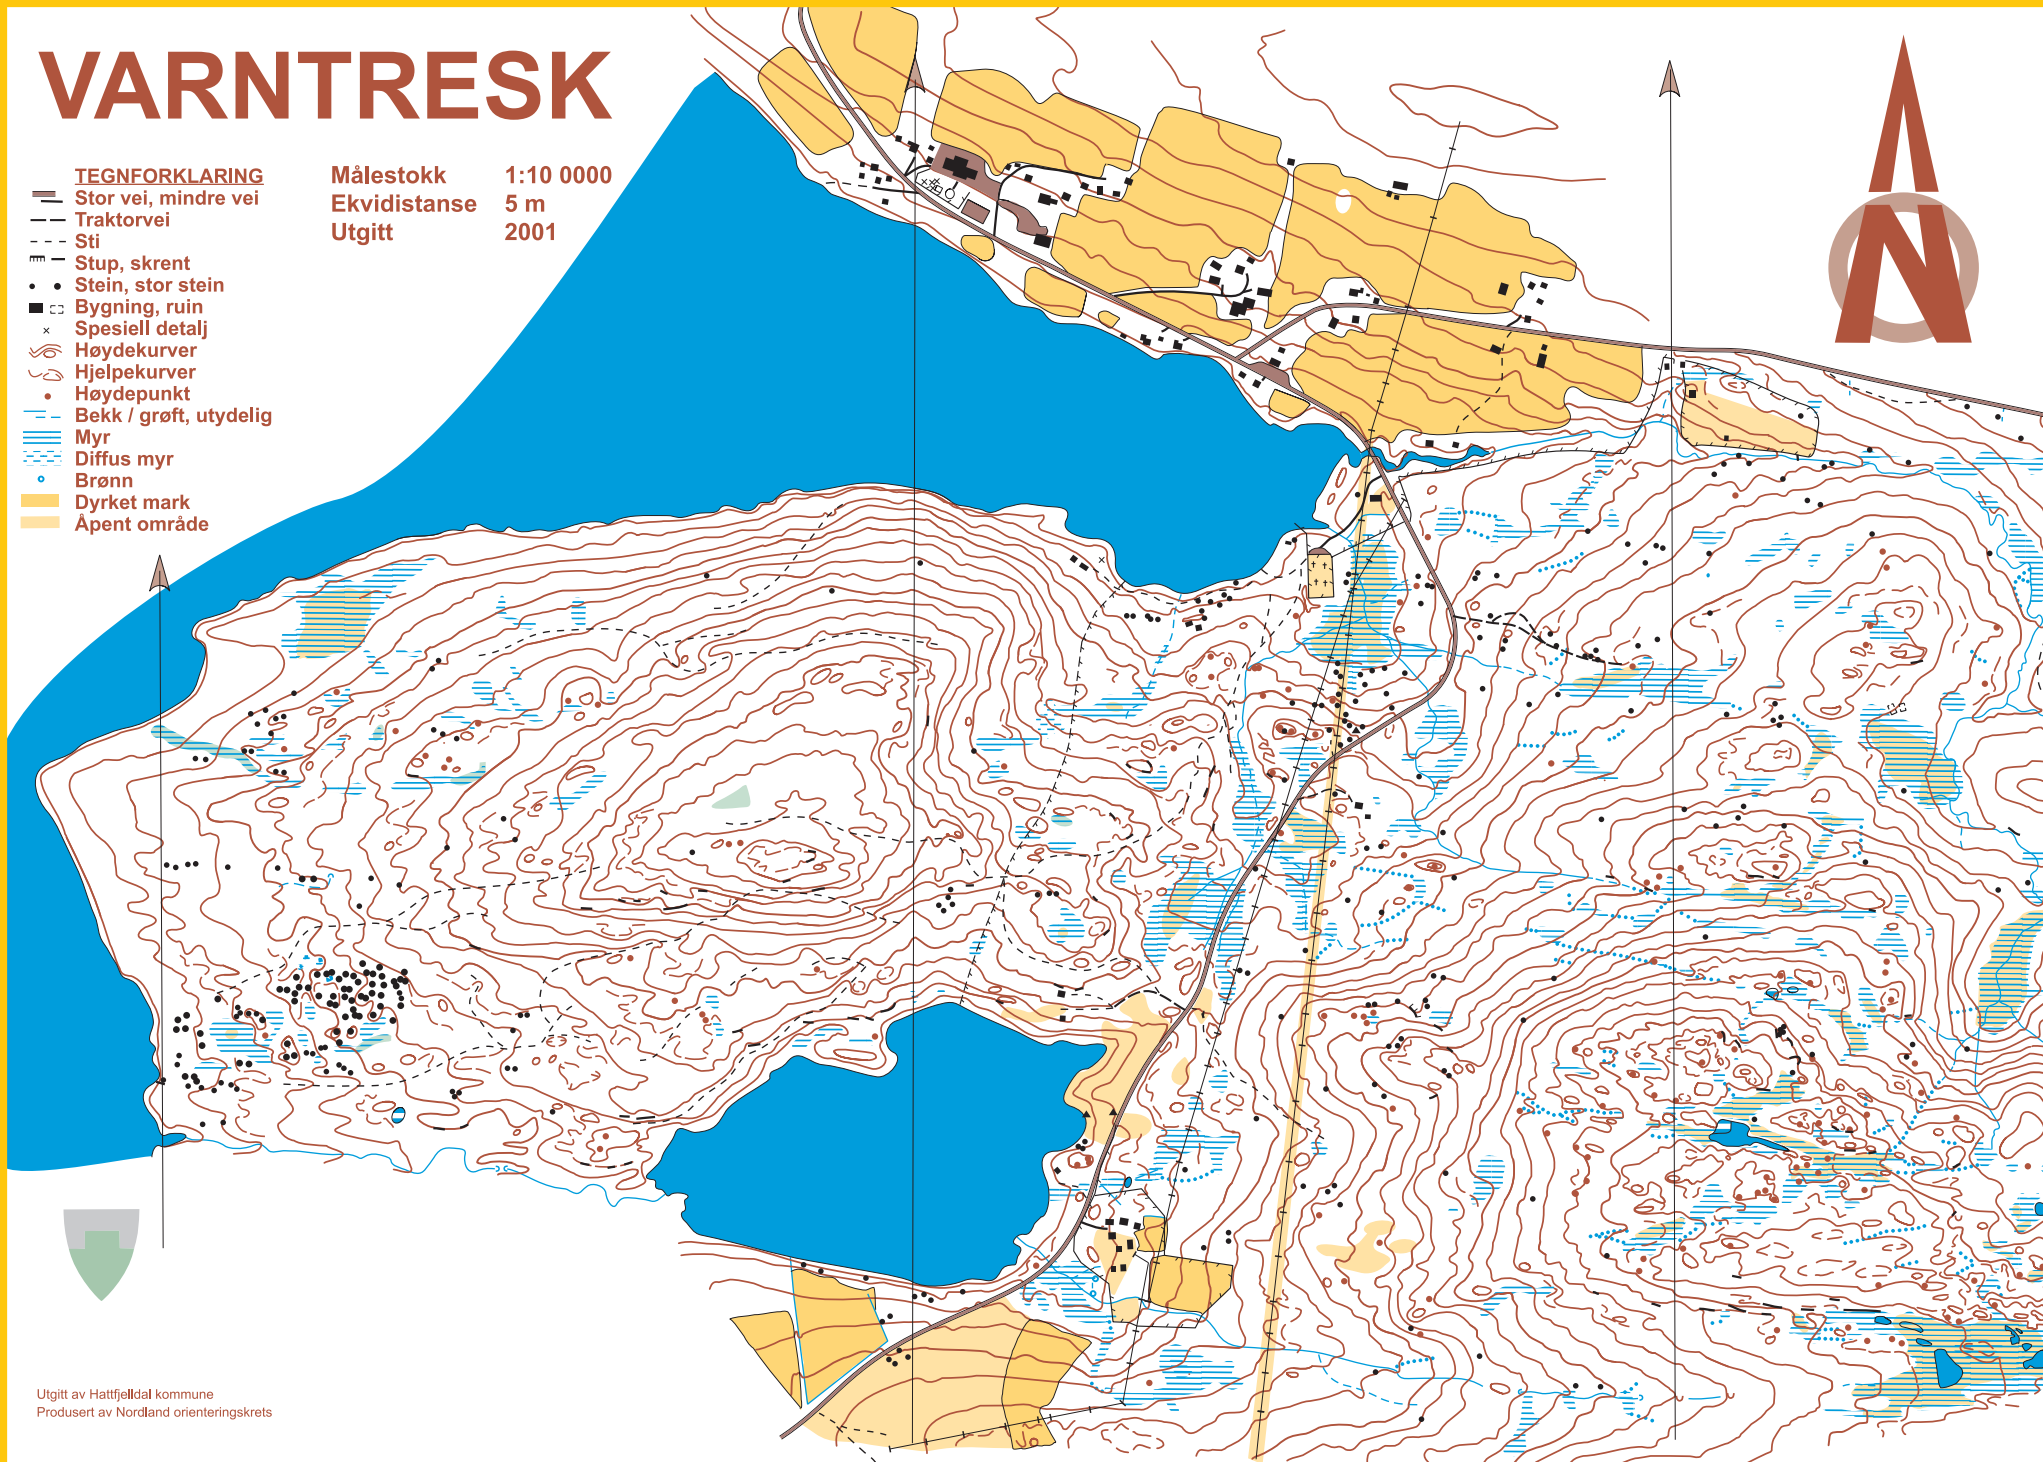 VARNTRESK
TEGNFORKLARING
Stor vei, mindre vei
Traktorvei
Sti
Stup, skrent
Stein, stor stein
Bygning, ruin
Spesiell detalj
Høydekurver
Hjelpekurver
Høydepunkt
Bekk / grøft, utydelig
Myr
Diffus myr
Brønn
Dyrket mark
Åpent område
Målestokk 1:10 0000
Ekvidistanse 5 m
Utgitt 2001
N
Utgitt av Hattfjelldal kommune
Produsert av Nordland orienteringskrets